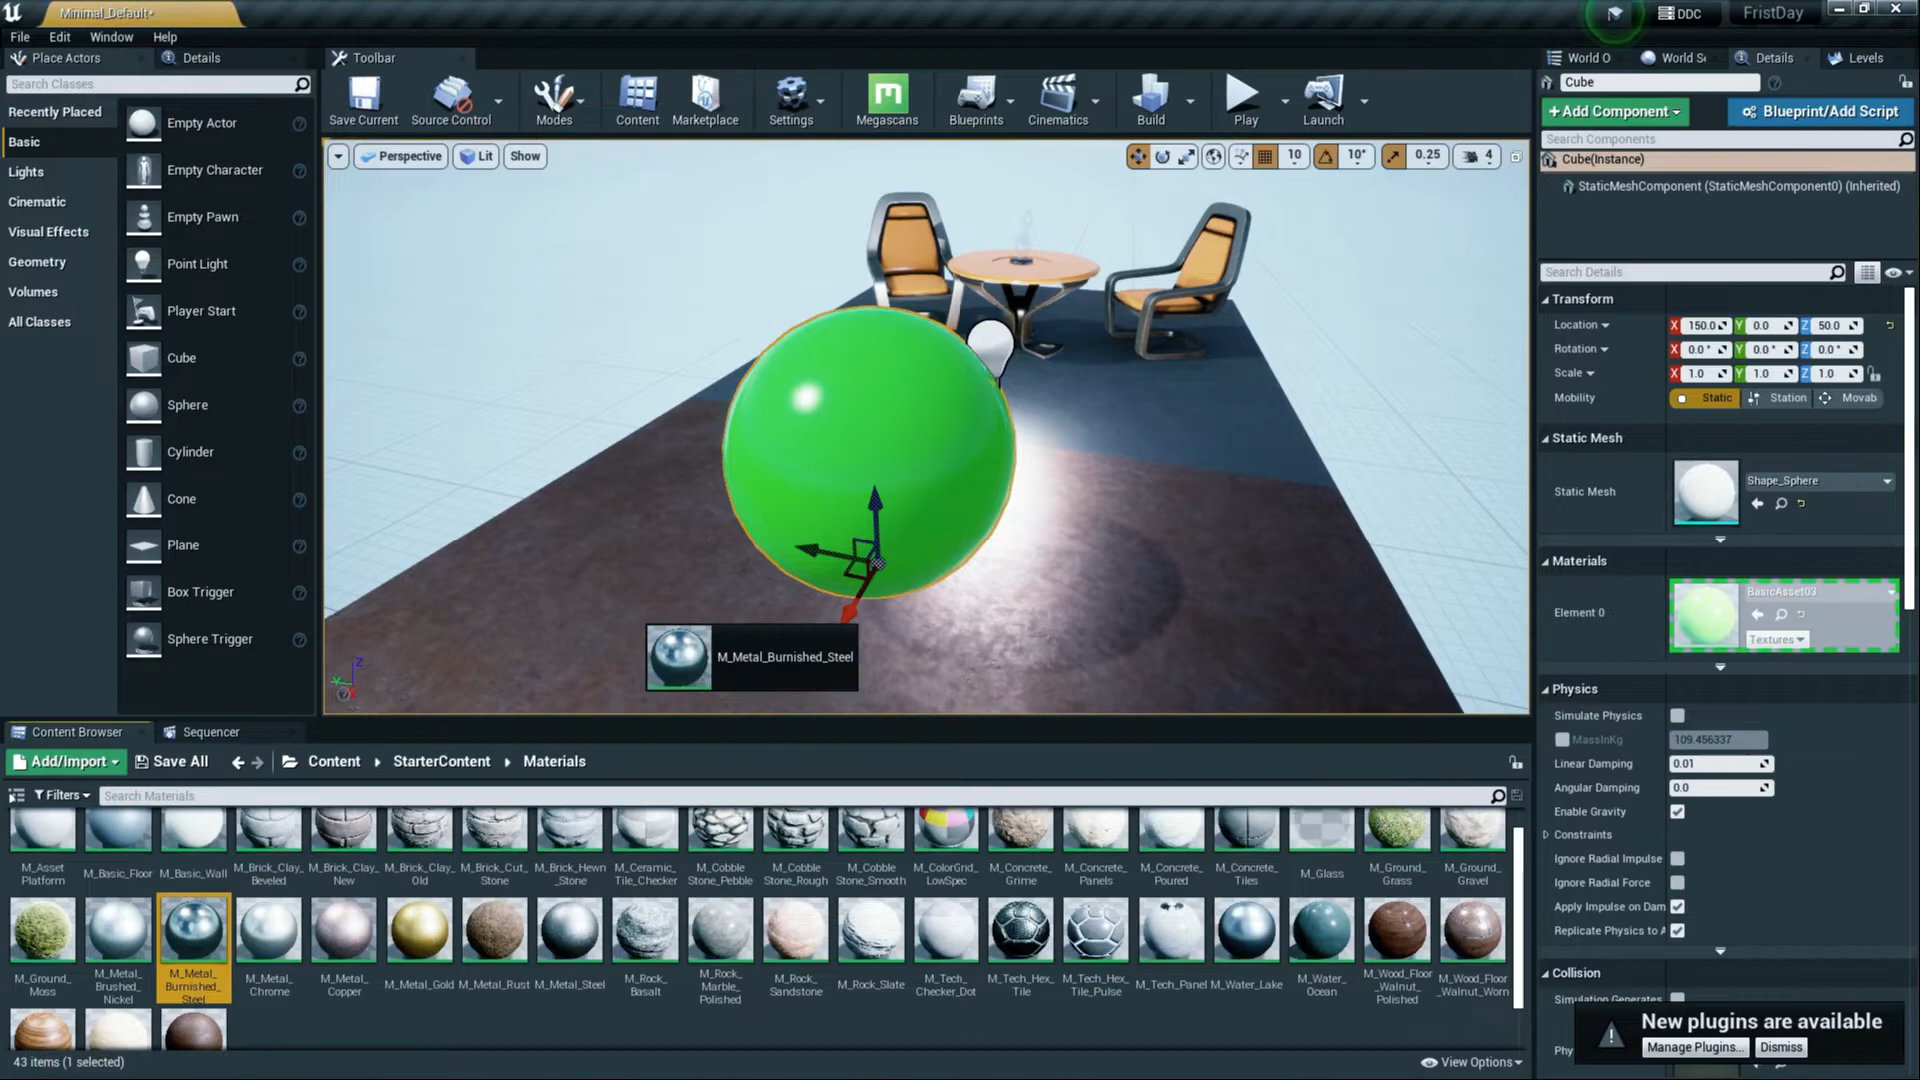 Minimal_Default*
DDC
FristDay
File Edit Window Help
Place Actors
Details
Search Classes
Recently Placed
Basic
Lights
Cinematic
Visual Effects
Geometry
Volumes
All Classes
Empty Actor
Empty Character
Empty Pawn
Point Light
Player Start
Cube
Sphere
Cylinder
Cone
Plane
Box Trigger
Sphere Trigger
Toolbar
Save Current
Source Control
Modes
Content
Marketplace
Settings
Megascans
Blueprints
Cinematics
Build
Play
Launch
Perspective
Lit
Show
10
10°
0.25
4
M_Metal_Burnished_Steel
World O
World Se
Details
Levels
Cube
+Add Component
Blueprint/Add Script
Search Components
Cube(Instance)
StaticMeshComponent (StaticMeshComponent0) (Inherited)
Search Details
Transform
Location X 150.0 Y 0.0 Z 50.0
Rotation X 0.0° Y 0.0° Z 0.0°
Scale X 1.0 Y 1.0 Z 1.0
Mobility Static Station Movab
Static Mesh
Static Mesh
Shape_Sphere
Materials
Element 0
BasicAsset03
Textures
Physics
Simulate Physics
MassInKg 109.456337
Linear Damping 0.01
Angular Damping 0.0
Enable Gravity
Constraints
Ignore Radial Impulse
Ignore Radial Force
Apply Impulse on Dam
Replicate Physics to A
Collision
Simulation Generates
Phy
New plugins are available
Manage Plugins...
Dismiss
Content Browser
Sequencer
Add/Import
Save All
Content
StarterContent
Materials
Filters
Search Materials
M_Asset Platform
M_Basic_Floor
M_Basic_Wall
M_Brick_Clay_Beveled
M_Brick_Clay_New
M_Brick_Clay_Old
M_Brick_Cut_Stone
M_Brick_Hewn_Stone
M_Ceramic_Tile_Checker
M_Cobble Stone_Pebble
M_Cobble Stone_Rough
M_Cobble Stone_Smooth
M_ColorGrid_LowSpec
M_Concrete_Grime
M_Concrete_Panels
M_Concrete_Poured
M_Concrete_Tiles
M_Glass
M_Ground_Grass
M_Ground_Gravel
M_Ground_Moss
M_Metal_Brushed_Nickel
M_Metal_Burnished_Steel
M_Metal_Chrome
M_Metal_Copper
M_Metal_Gold
M_Metal_Rust
M_Metal_Steel
M_Rock_Basalt
M_Rock_Marble_Polished
M_Rock_Sandstone
M_Rock_Slate
M_Tech_Checker_Dot
M_Tech_Hex_Tile
M_Tech_Hex_Tile_Pulse
M_Tech_Panel
M_Water_Lake
M_Water_Ocean
M_Wood_Floor_Walnut_Polished
M_Wood_Floor_Walnut_Worn
43 items (1 selected)
View Options